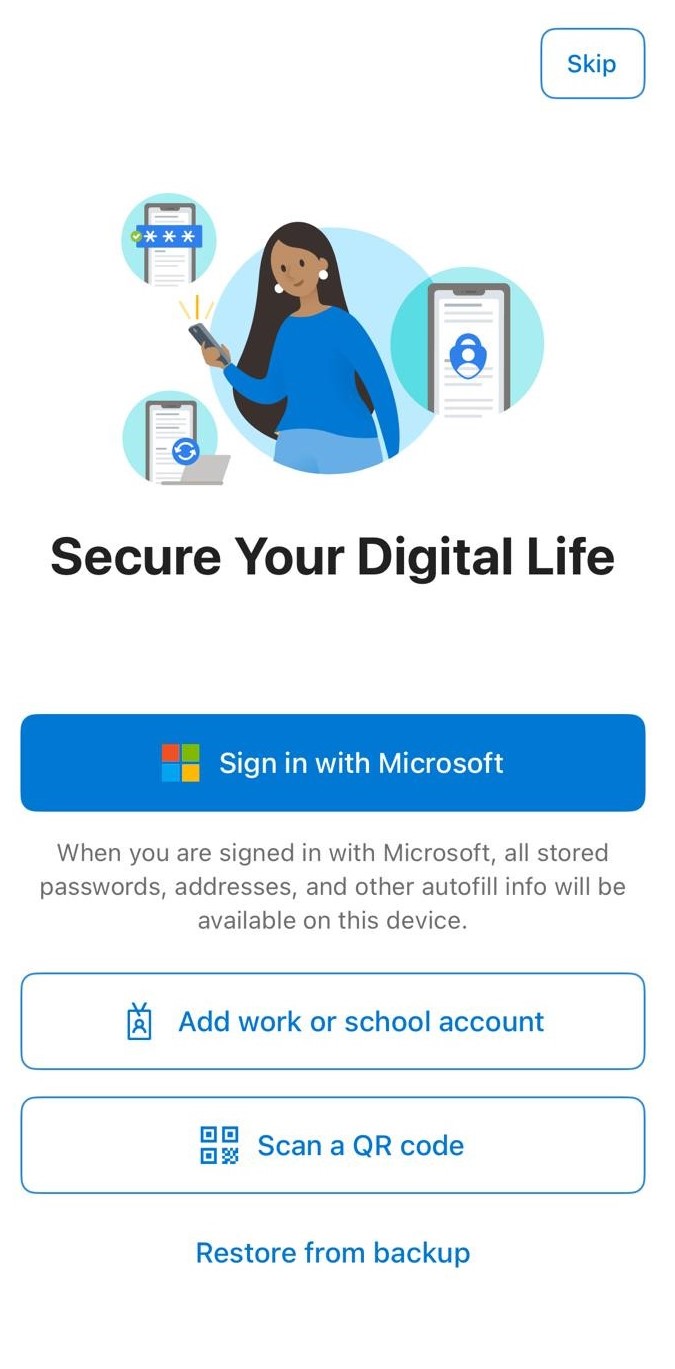 Skip
***
Secure Your Digital Life
Sign in with Microsoft
When you are signed in with Microsoft, all stored
passwords, addresses, and other autofill info will be
available on this device.
Add work or school account
Scan a QR code
Restore from backup